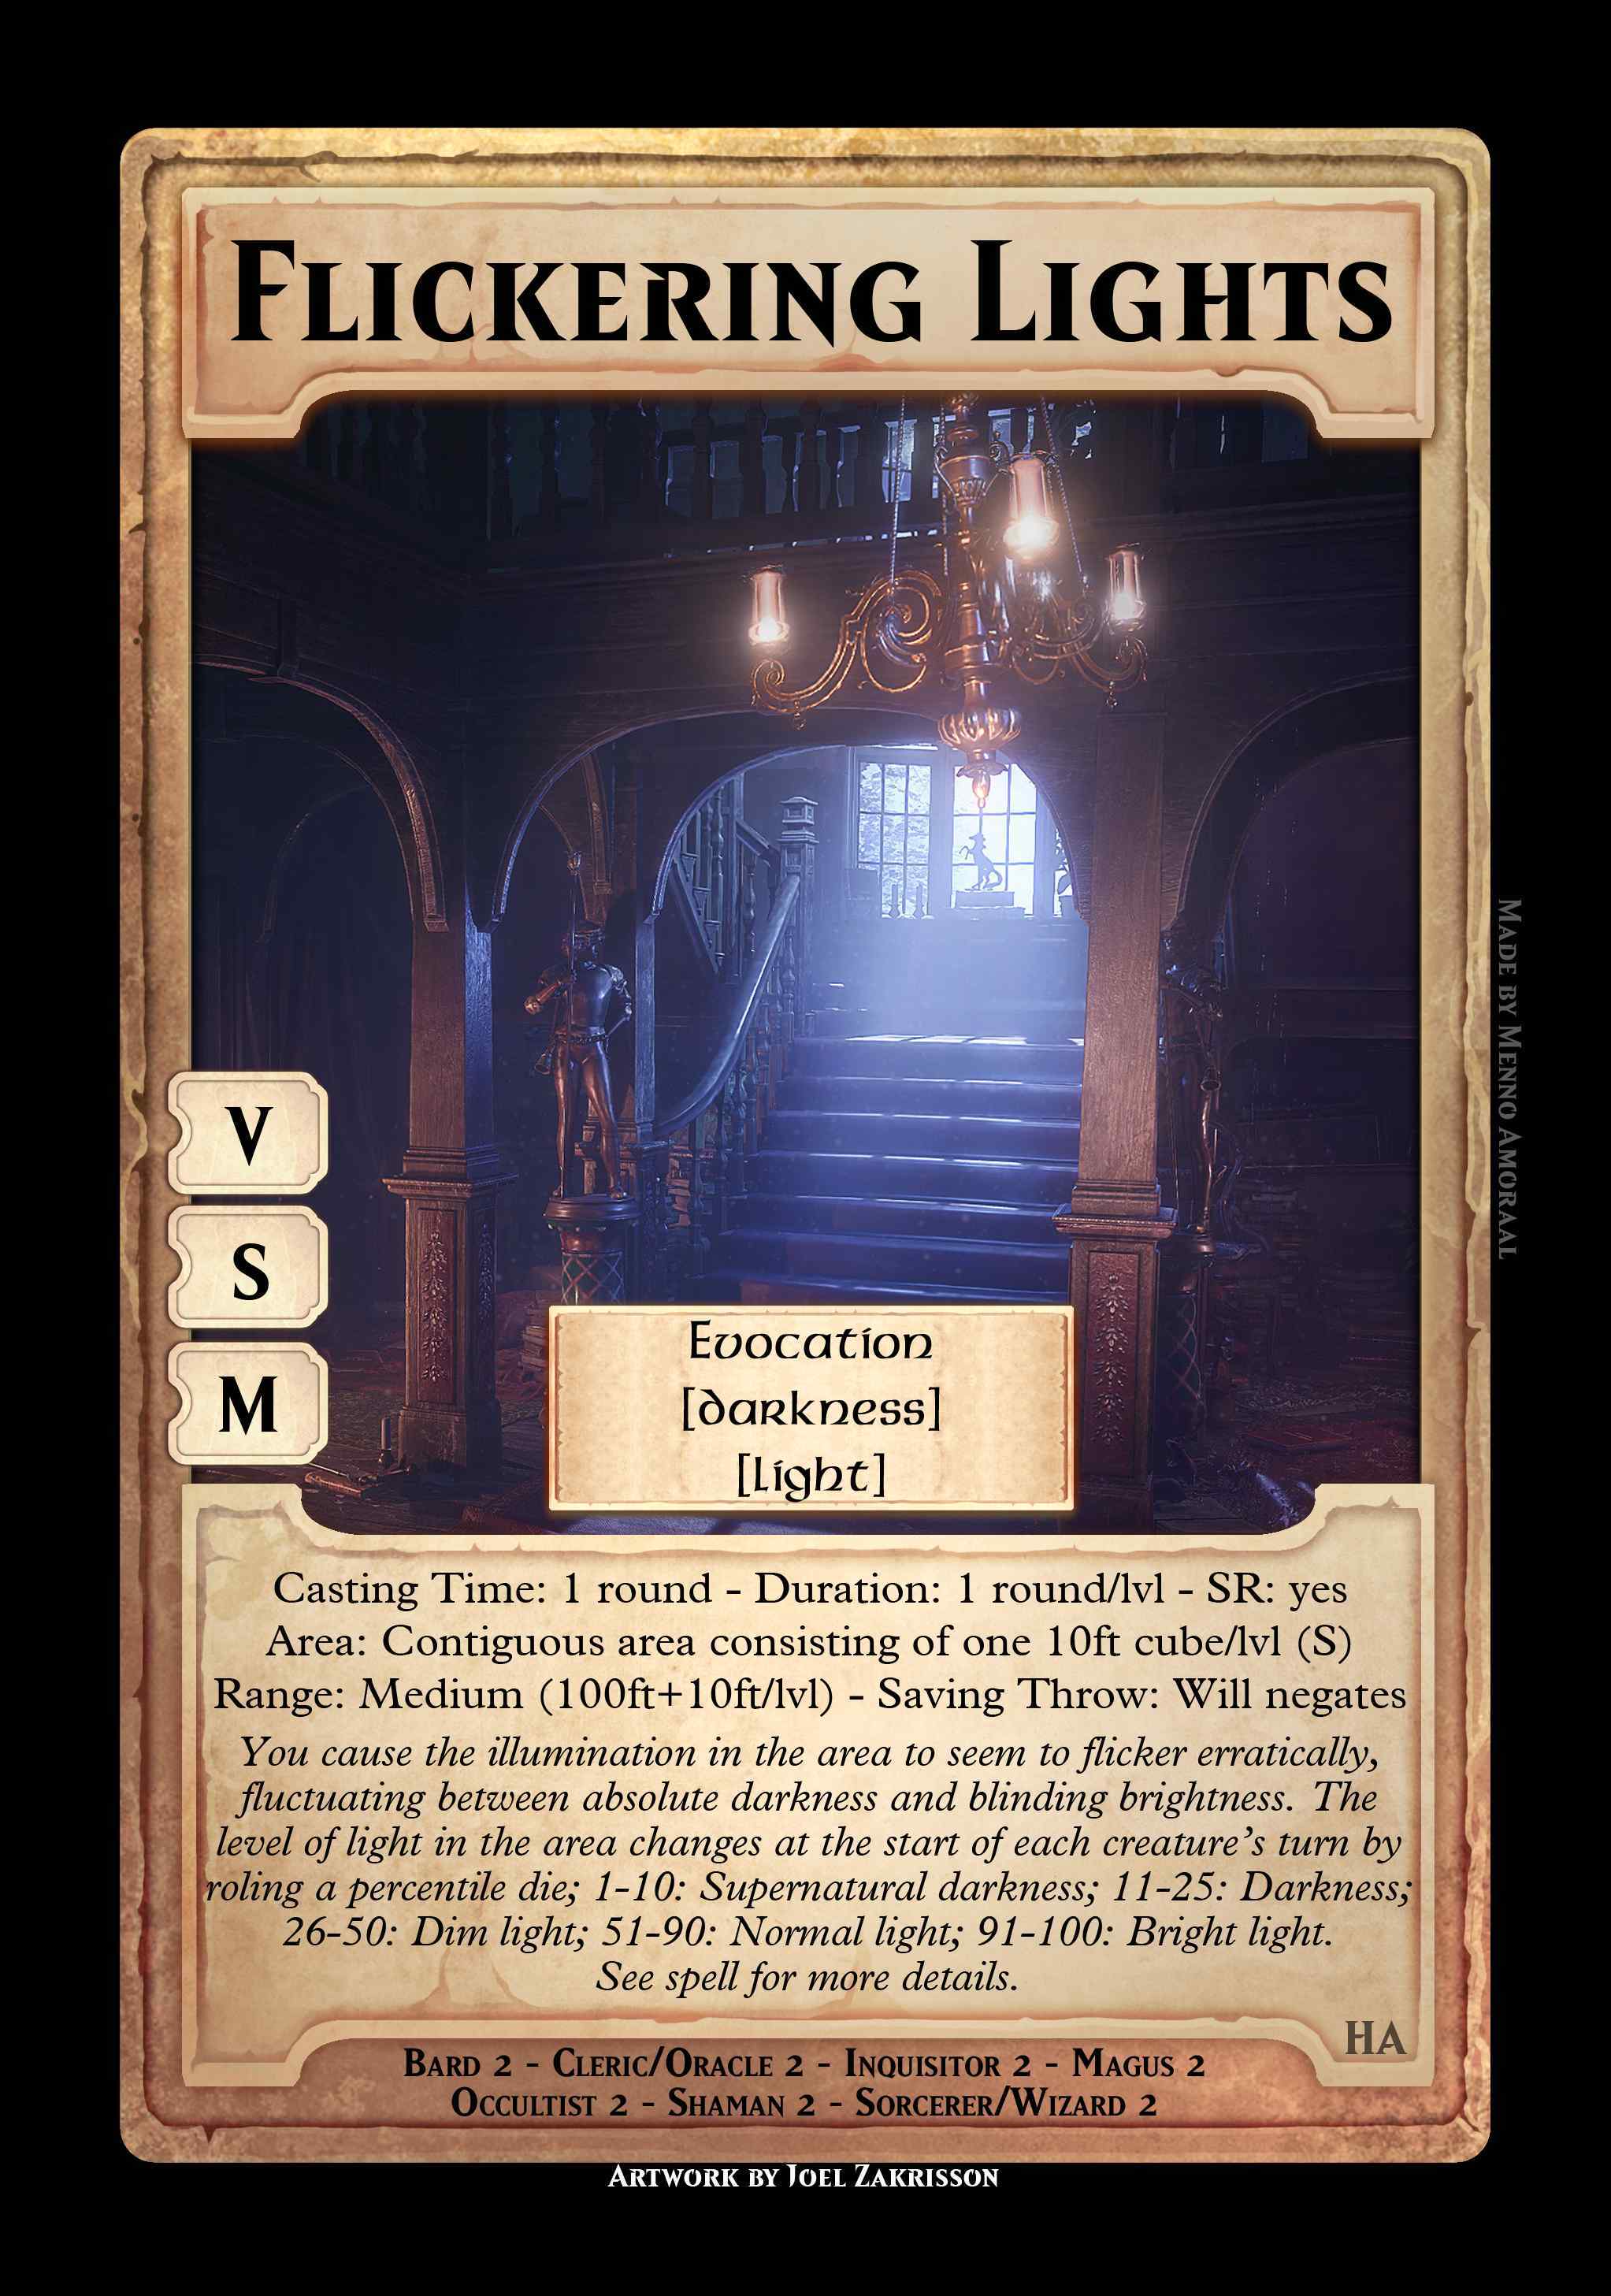 Flickering Lights
V
S
M
Evocation
[darkness]
[light]
Casting Time: 1 round - Duration: 1 round/lvl - SR: yes
Area: Contiguous area consisting of one 10ft cube/lvl (S)
Range: Medium (100ft+10ft/lvl) - Saving Throw: Will negates
You cause the illumination in the area to seem to flicker erratically,
fluctuating between absolute darkness and blinding brightness. The
level of light in the area changes at the start of each creature's turn by
roling a percentile die; 1-10: Supernatural darkness; 11-25: Darkness;
26-50: Dim light; 51-90: Normal light; 91-100: Bright light.
See spell for more details.
HA
Bard 2 - Cleric/Oracle 2 - Inquisitor 2 - Magus 2
Occultist 2 - Shaman 2 - Sorcerer/Wizard 2
Artwork by Joel Zakrisson
Made by Menno Amoraal